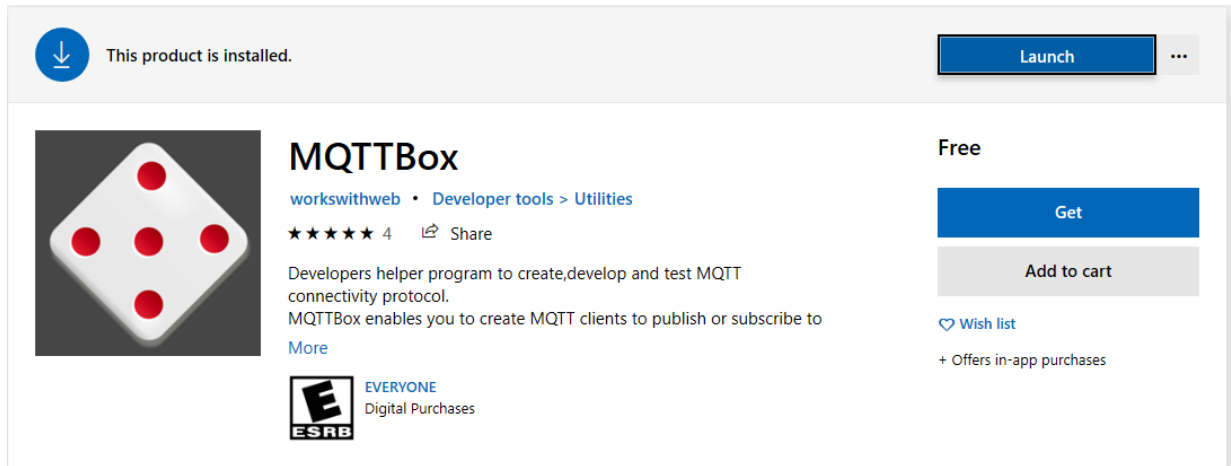 This product is installed.
Launch
MQTTBox
workswithweb • Developer tools > Utilities
★★★★★ 4 Share
Developers helper program to create,develop and test MQTT
connectivity protocol.
MQTTBox enables you to create MQTT clients to publish or subscribe to
More
E
ESRB
EVERYONE
Digital Purchases
Free
Get
Add to cart
Wish list
+ Offers in-app purchases